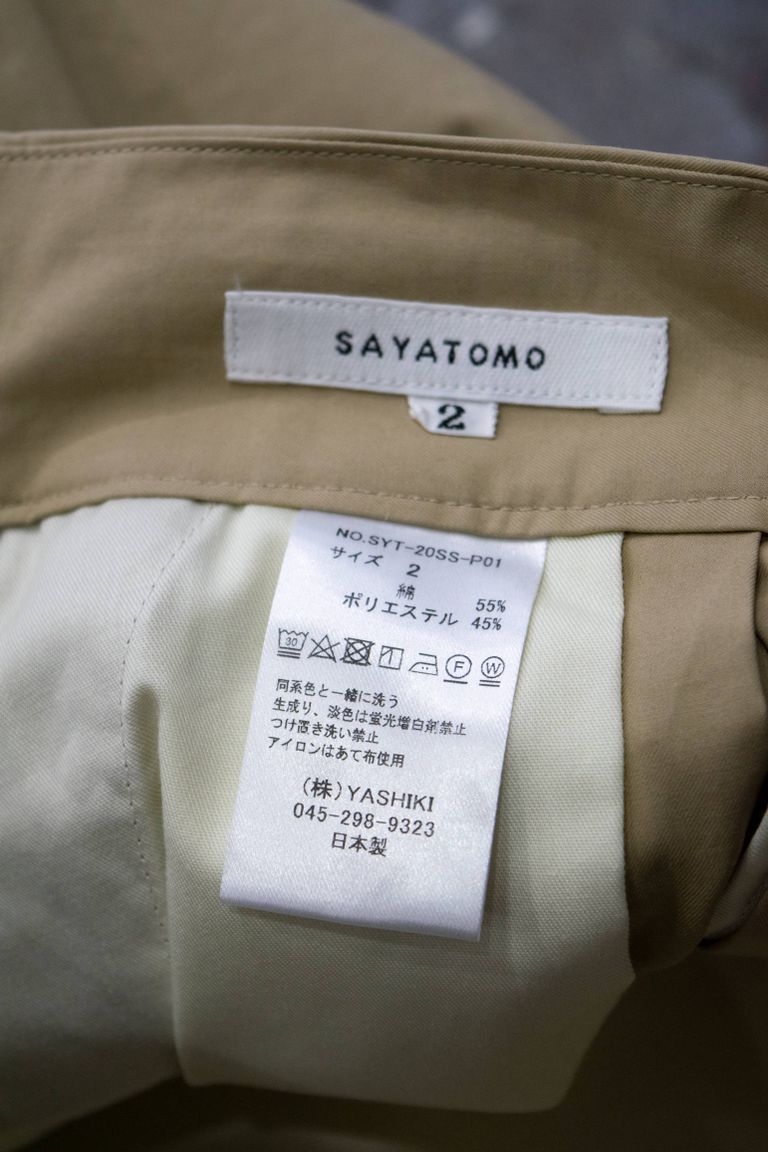 SAYATOMO
2
NO.SYT-20SS-P01
サイズ 2
綿 55%
ポリエステル 45%
30
F W
同系色と一緒に洗う
生成り、淡色は蛍光増白剤禁止
つけ置き洗い禁止
アイロンはあて布使用
(株)YASHIKI
045-298-9323
日本製